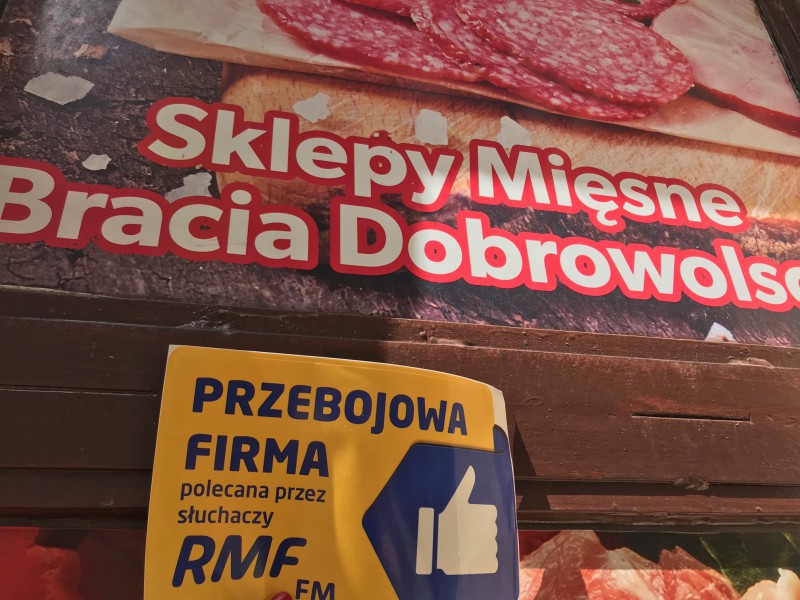 Sklepy Mięsne
Bracia Dobrowolsc
PRZEBOJOWA
FIRMA
polecana przez
słuchaczy
RMF
FM